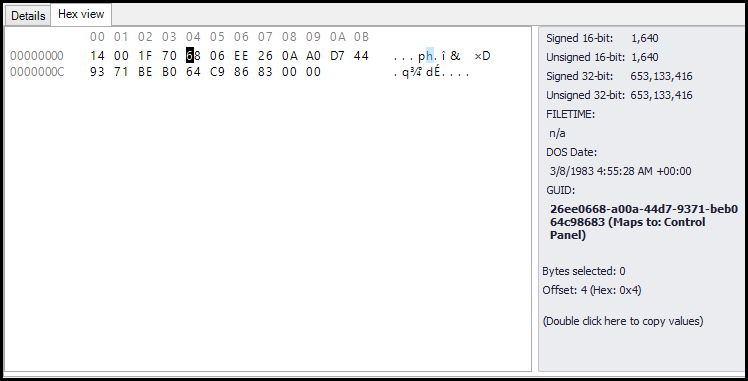 Details Hex view
00 01 02 03 04 05 06 07 08 09 0A 0B
00000000 14 00 1F 70 68 06 EE 26 0A A0 D7 44 ...ph.î& ×D
0000000C 93 71 BE B0 64 C9 86 83 00 00 .q¾°dÉ....
Signed 16-bit: 1,640
Unsigned 16-bit: 1,640
Signed 32-bit: 653,133,416
Unsigned 32-bit: 653,133,416
FILETIME:
n/a
DOS Date:
3/8/1983 4:55:28 AM +00:00
GUID:
26ee0668-a00a-44d7-9371-beb0
64c98683 (Maps to: Control
Panel)
Bytes selected: 0
Offset: 4 (Hex: 0x4)
(Double click here to copy values)